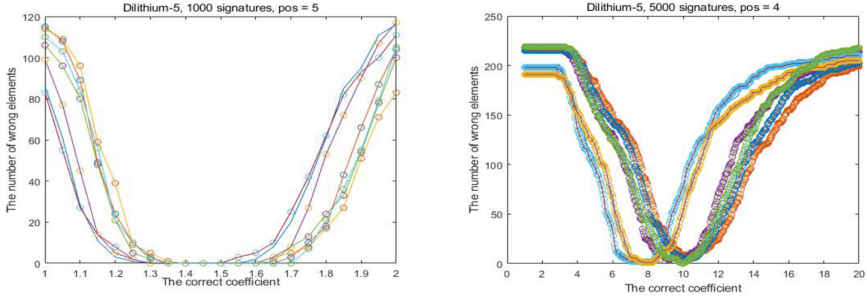 Dilithium-5, 1000 signatures, pos = 5
The number of wrong elements
120
100
80
60
40
20
0
1 1.1 1.2 1.3 1.4 1.5 1.6 1.7 1.8 1.9 2
The correct coefficient
Dilithium-5, 5000 signatures, pos = 4
The number of wrong elements
250
200
150
100
50
0
0 2 4 6 8 10 12 14 16 18 20
The correct coefficient